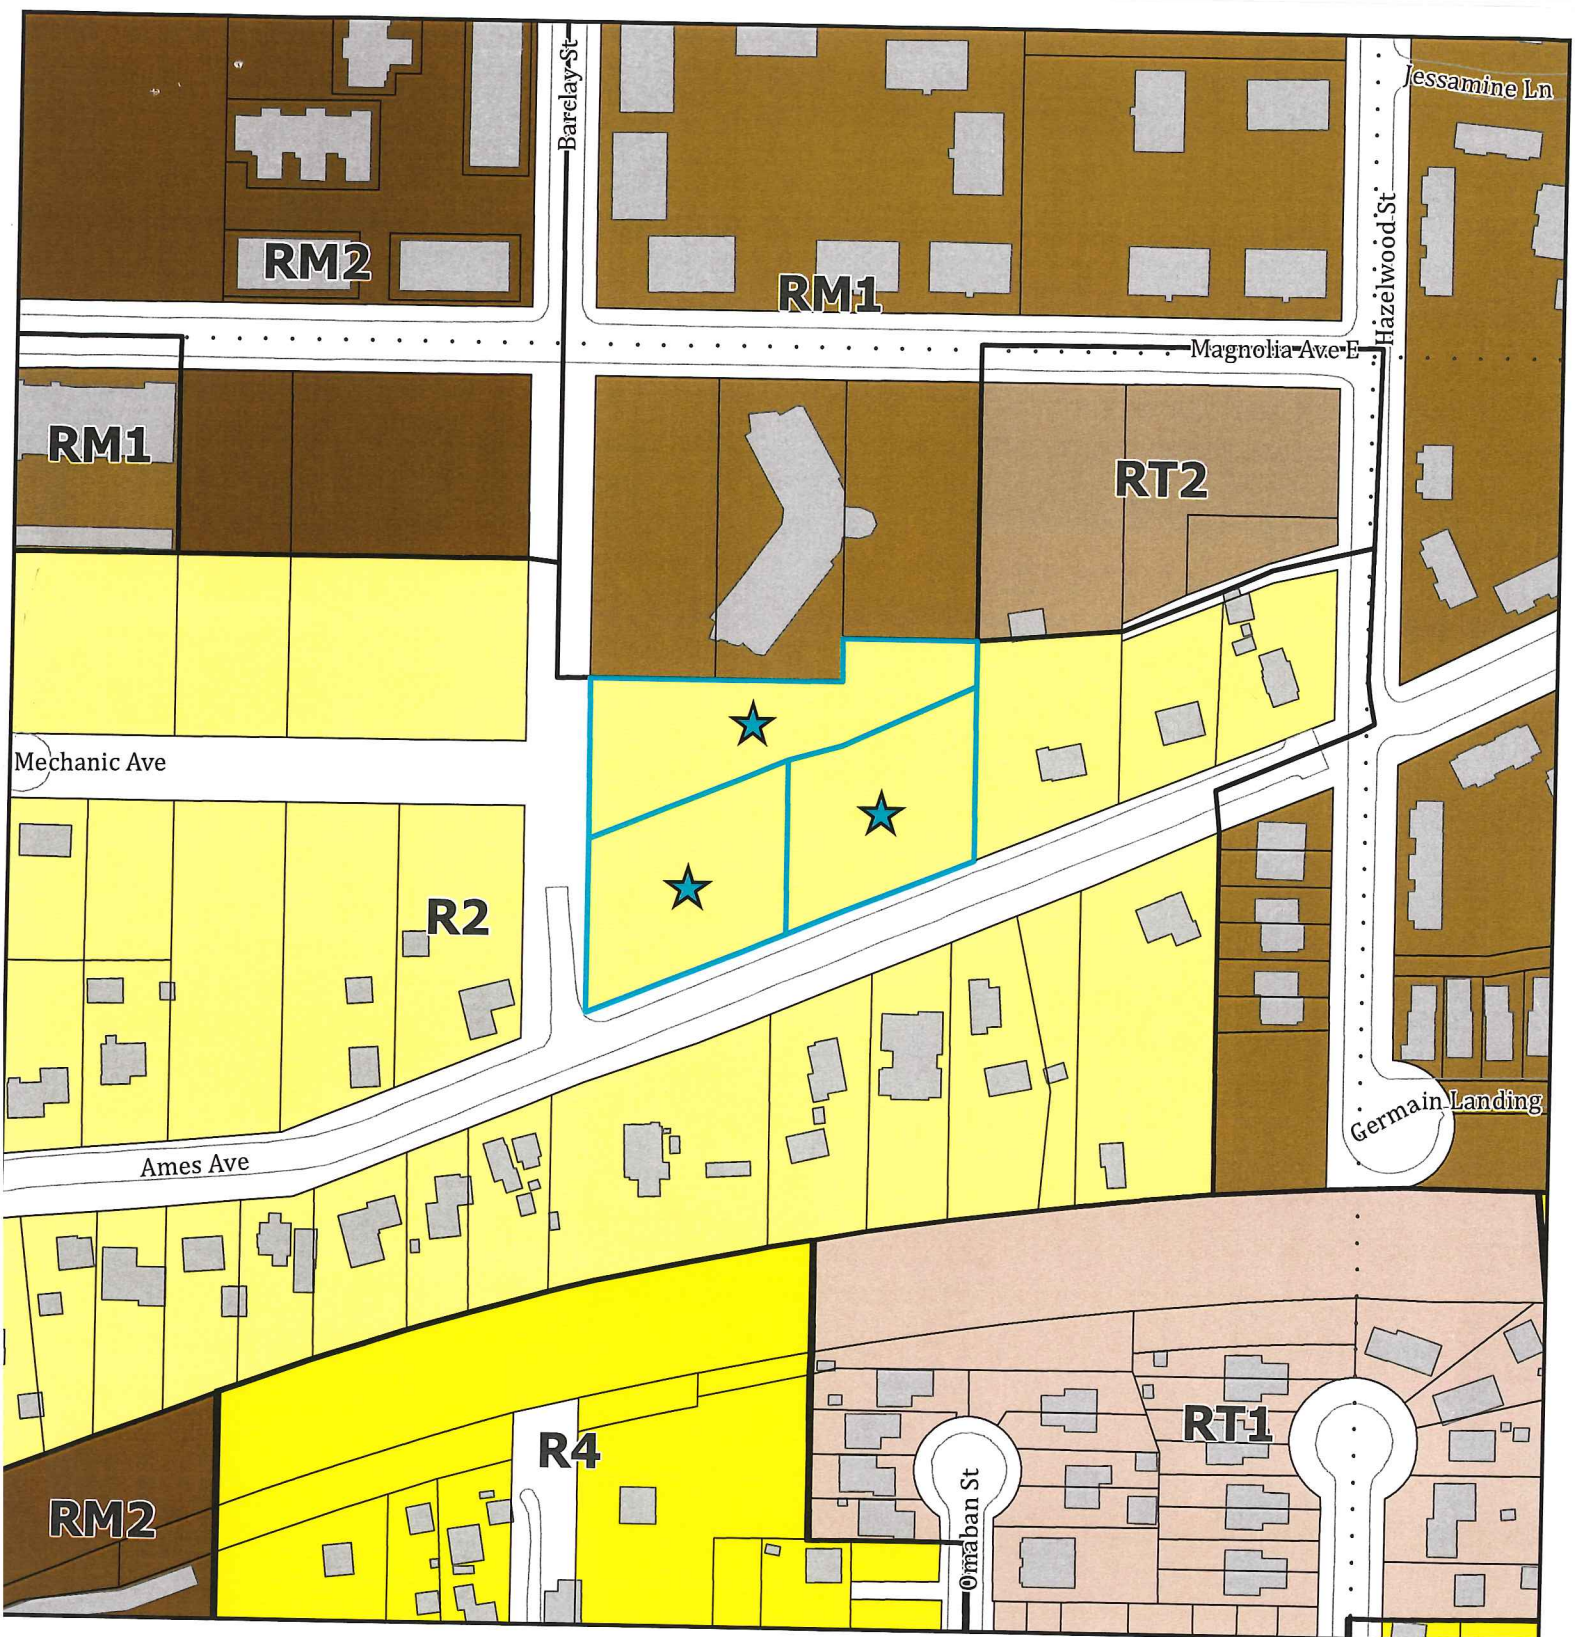 Barclay St
Jessamine Ln
Hazelwood St
RM2
RM1
Magnolia Ave E
RM1
RT2
Mechanic Ave
R2
Germain Landing
Ames Ave
RT1
R4
RM2
Omaban St